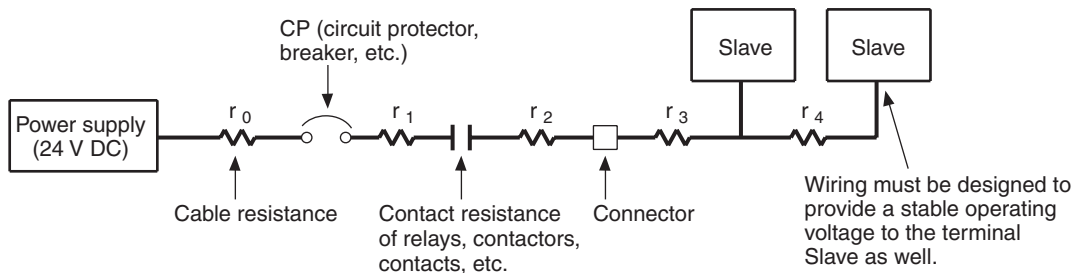 CP (circuit protector,
breaker, etc.)
Slave
Slave
Power supply
(24 V DC)
r 0
r 1
r 2
r 3
r 4
Cable resistance
Contact resistance
of relays, contactors,
contacts, etc.
Connector
Wiring must be designed to
provide a stable operating
voltage to the terminal
Slave as well.